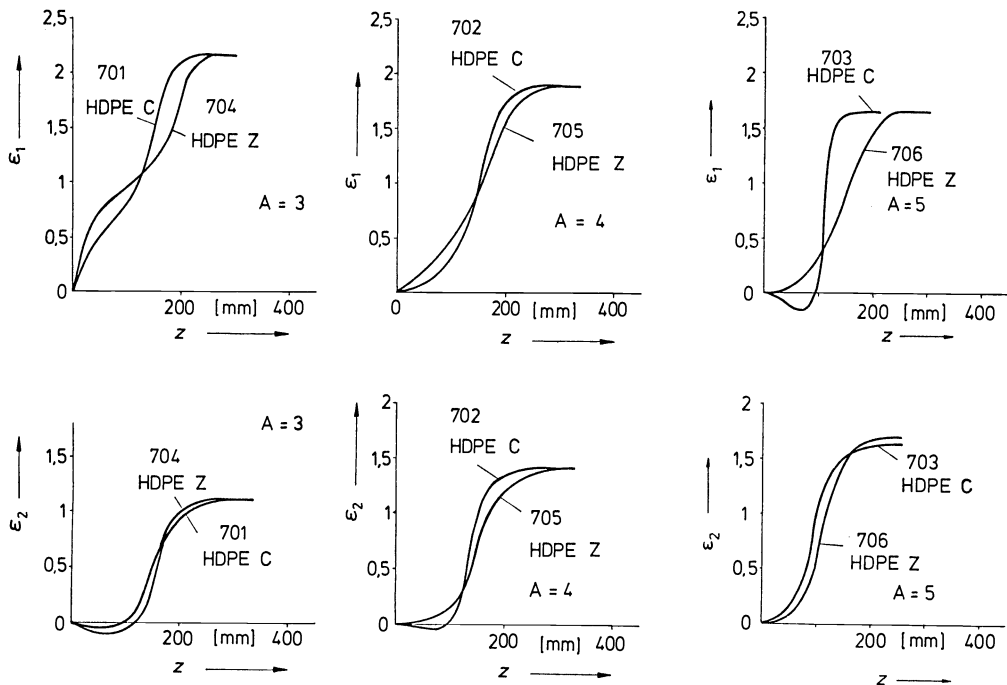 2,5
2
1,5
1
0,5
0
ε1
701
HDPE C
704
HDPE Z
A = 3
200 [mm] 400
z
2,5
2
1,5
1
0,5
0
ε1
702
HDPE C
705
HDPE Z
A = 4
0 200 [mm] 400
z
2,5
2
1,5
1
0,5
0
ε1
703
HDPE C
706
HDPE Z
A = 5
200 [mm] 400
z
1,5
1
0,5
0
ε2
A = 3
704
HDPE Z
701
HDPE C
200 [mm] 400
z
2
1,5
1
0,5
0
ε2
702
HDPE C
705
HDPE Z
A = 4
200 [mm] 400
z
2
1,5
1
0,5
0
ε2
703
HDPE C
706
HDPE Z
A = 5
200 [mm] 400
z